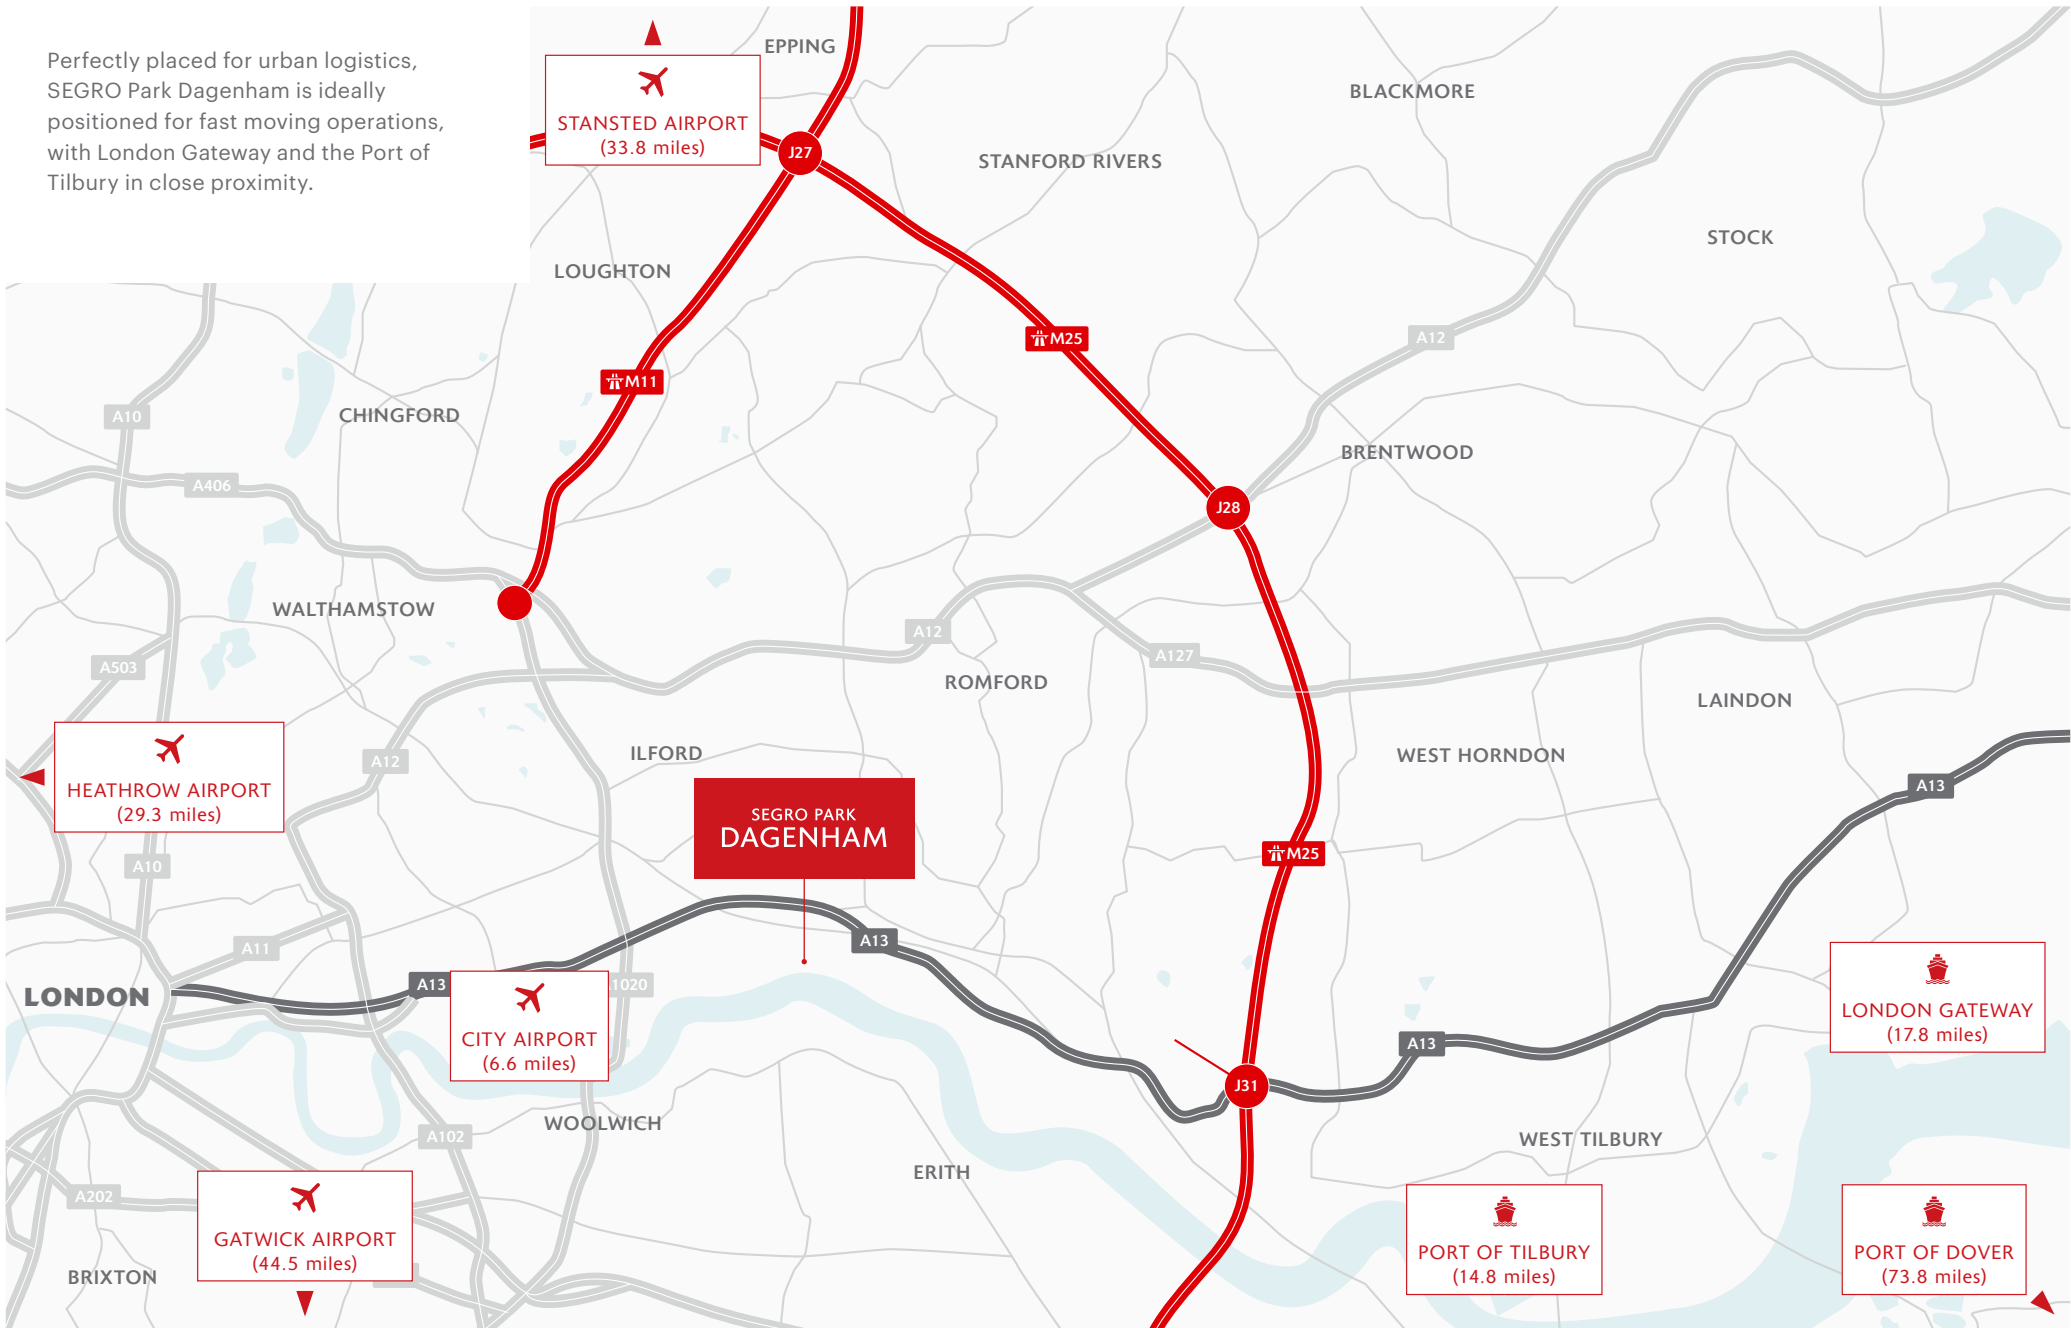 Perfectly placed for urban logistics,
SEGRO Park Dagenham is ideally
positioned for fast moving operations,
with London Gateway and the Port of
Tilbury in close proximity.
EPPING
STANSTED AIRPORT
(33.8 miles)
J27
BLACKMORE
STANFORD RIVERS
STOCK
LOUGHTON
M25
A12
M11
A10
CHINGFORD
BRENTWOOD
A406
J28
WALTHAMSTOW
A12
A503
A127
ROMFORD
LAINDON
HEATHROW AIRPORT
(29.3 miles)
A12
ILFORD
WEST HORNDON
A13
SEGRO PARK
DAGENHAM
M25
A10
A11
A13
LONDON
A13
1020
CITY AIRPORT
(6.6 miles)
LONDON GATEWAY
(17.8 miles)
A13
J31
WOOLWICH
A102
WEST TILBURY
ERITH
A202
GATWICK AIRPORT
(44.5 miles)
PORT OF TILBURY
(14.8 miles)
PORT OF DOVER
(73.8 miles)
BRIXTON